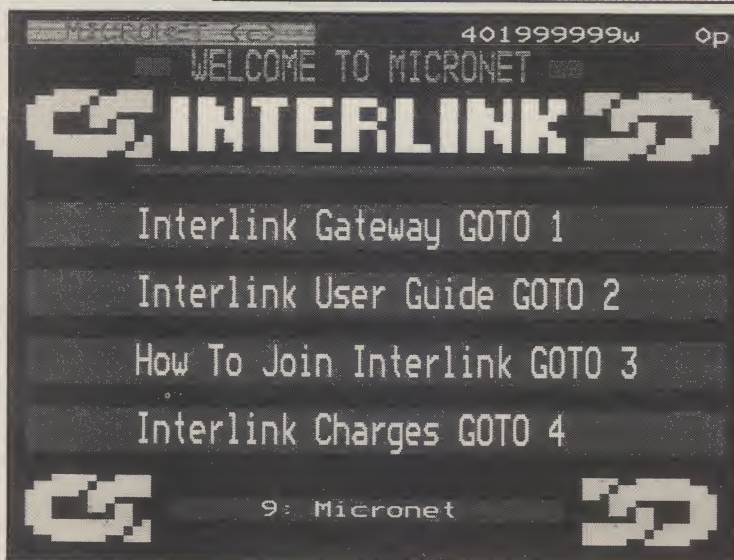 MICRONET (c) 401999999w 0p
WELCOME TO MICRONET
INTERLINK
Interlink Gateway GOTO 1
Interlink User Guide GOTO 2
How To Join Interlink GOTO 3
Interlink Charges GOTO 4
9: Micronet